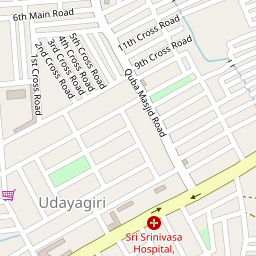 6th Main Road
5th Cross Road
4th Cross Road
3rd Cross Road
2nd Cross Road
1st Cross Road
11th Cross Road
9th Cross Road
Quba Masjid Road
Udayagiri
Sri Srinivasa
Hospital,